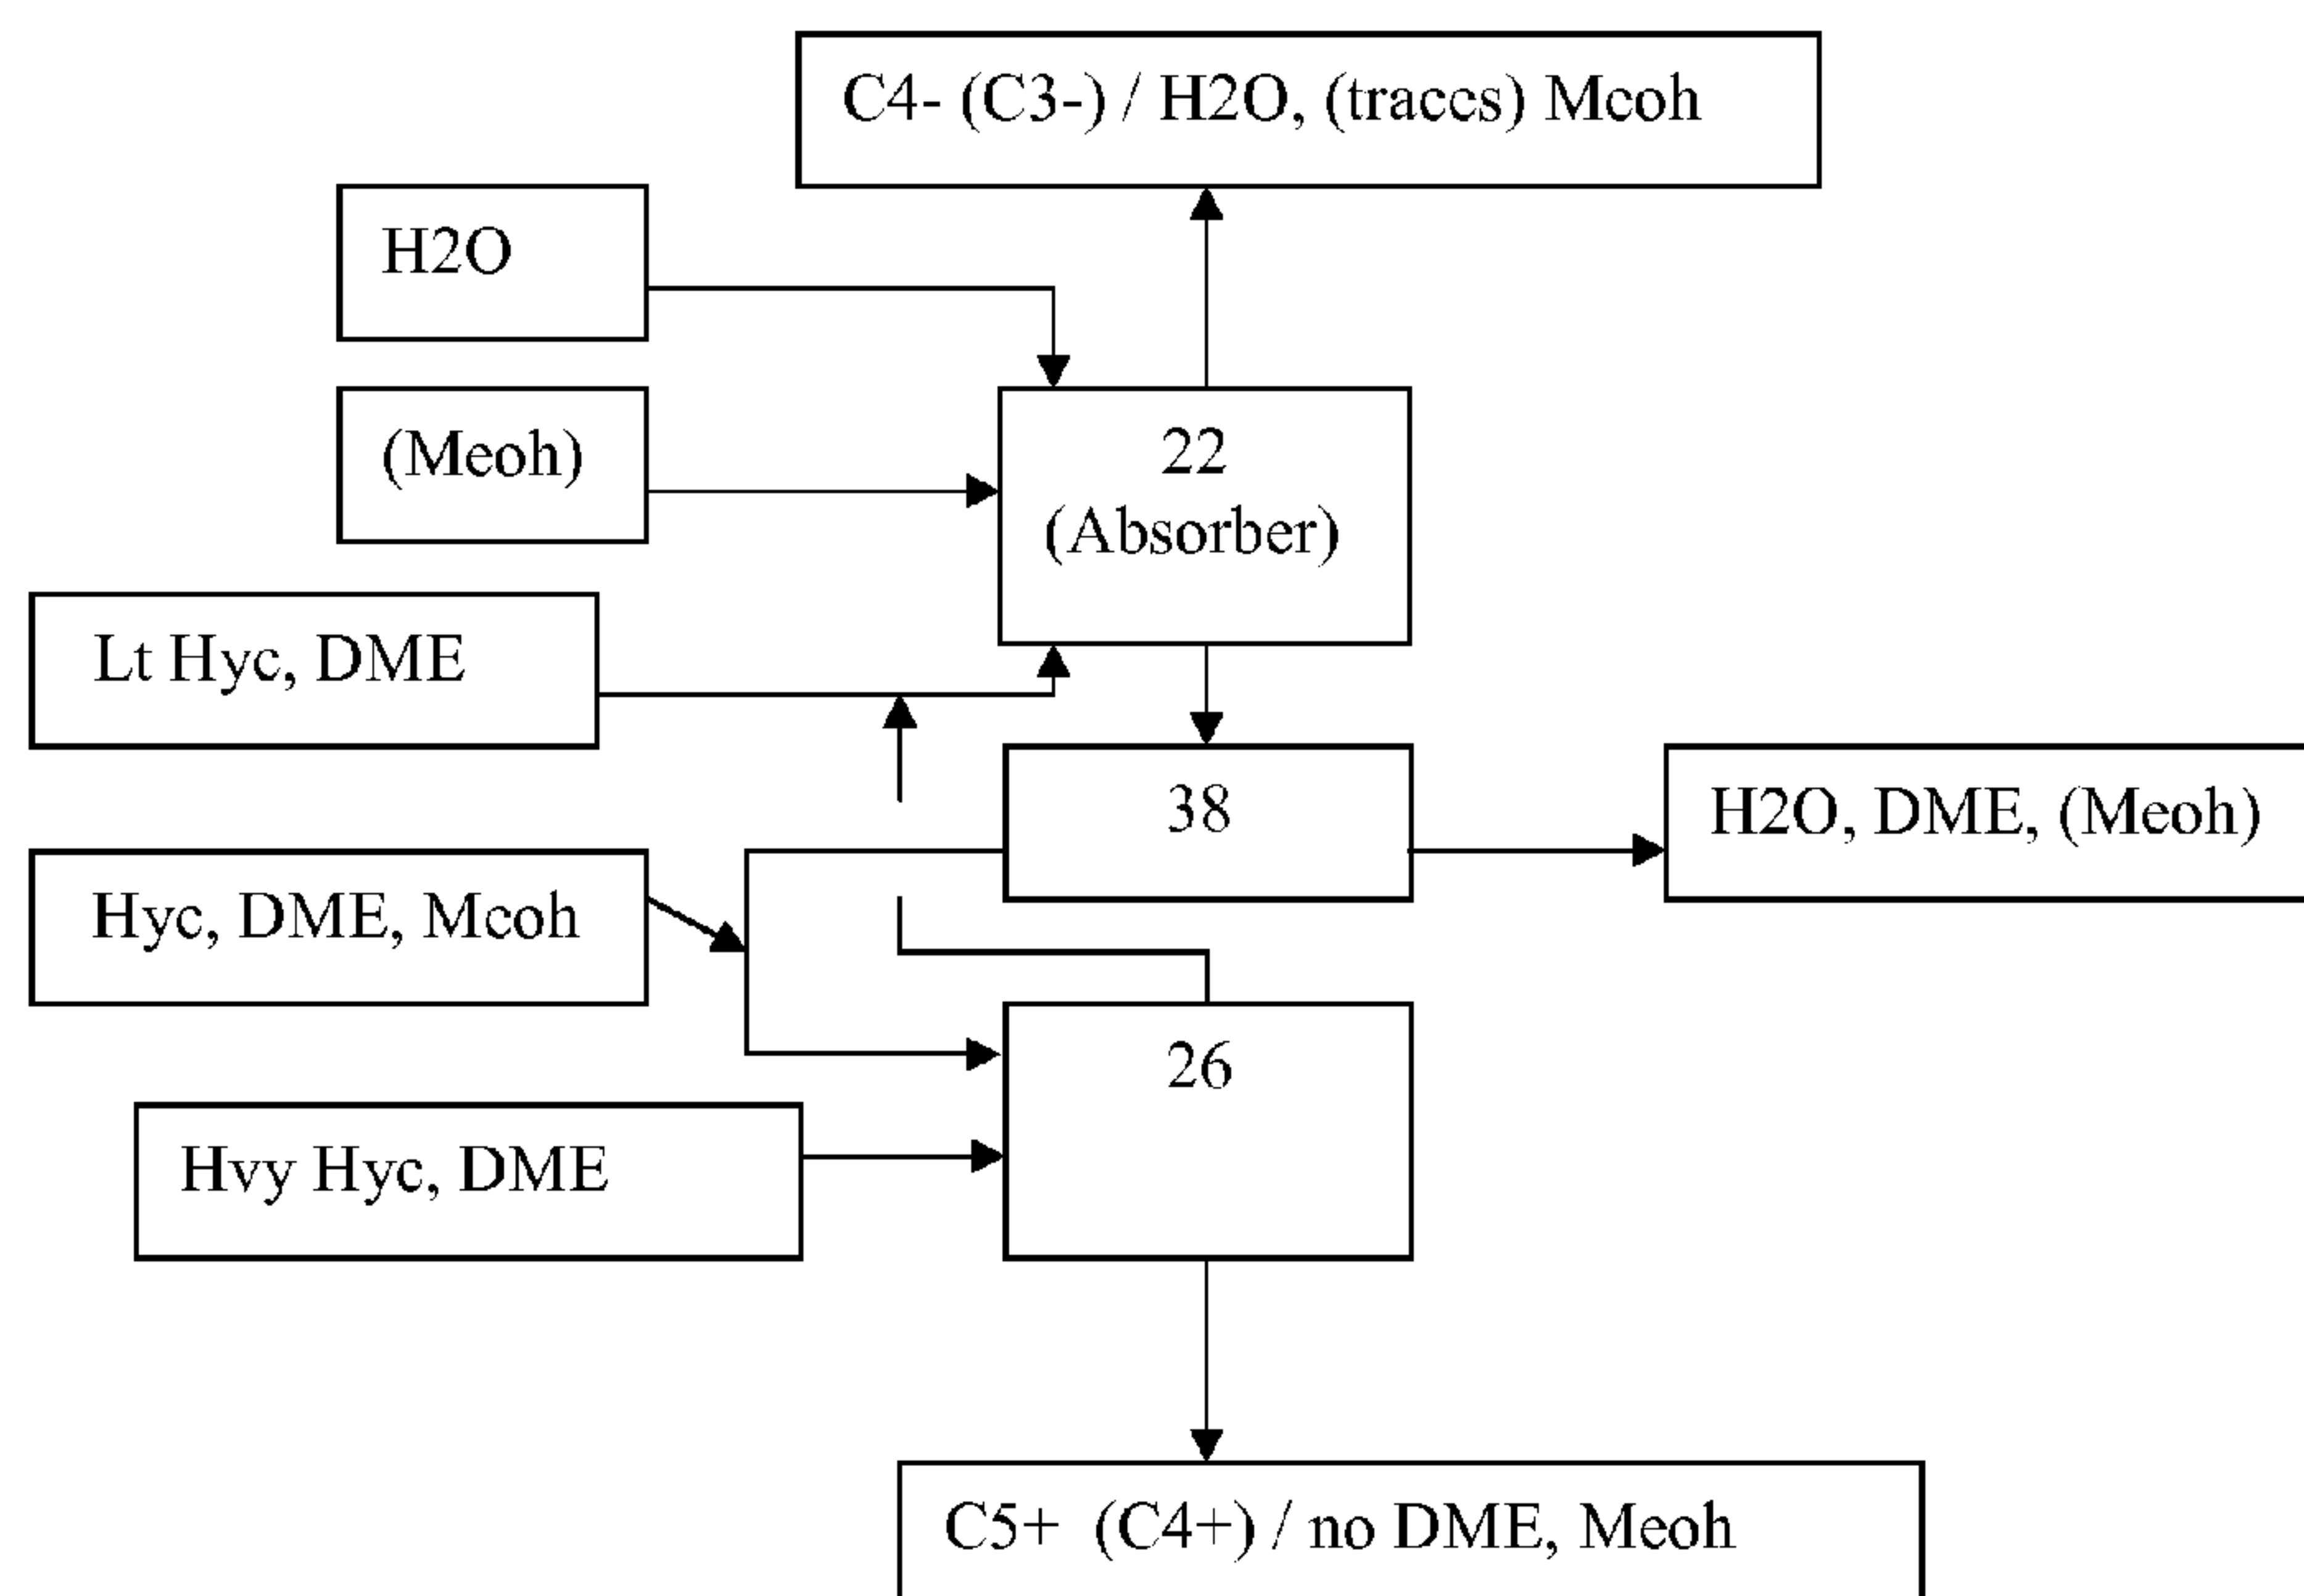 C4- (C3-) / H2O, (traccs) Mcoh
H2O
(Meoh)
22
(Absorber)
Lt Hyc, DME
38
H2O, DME, (Meoh)
Hyc, DME, Mcoh
26
Hvy Hyc, DME
C5+ (C4+) / no DME, Meoh